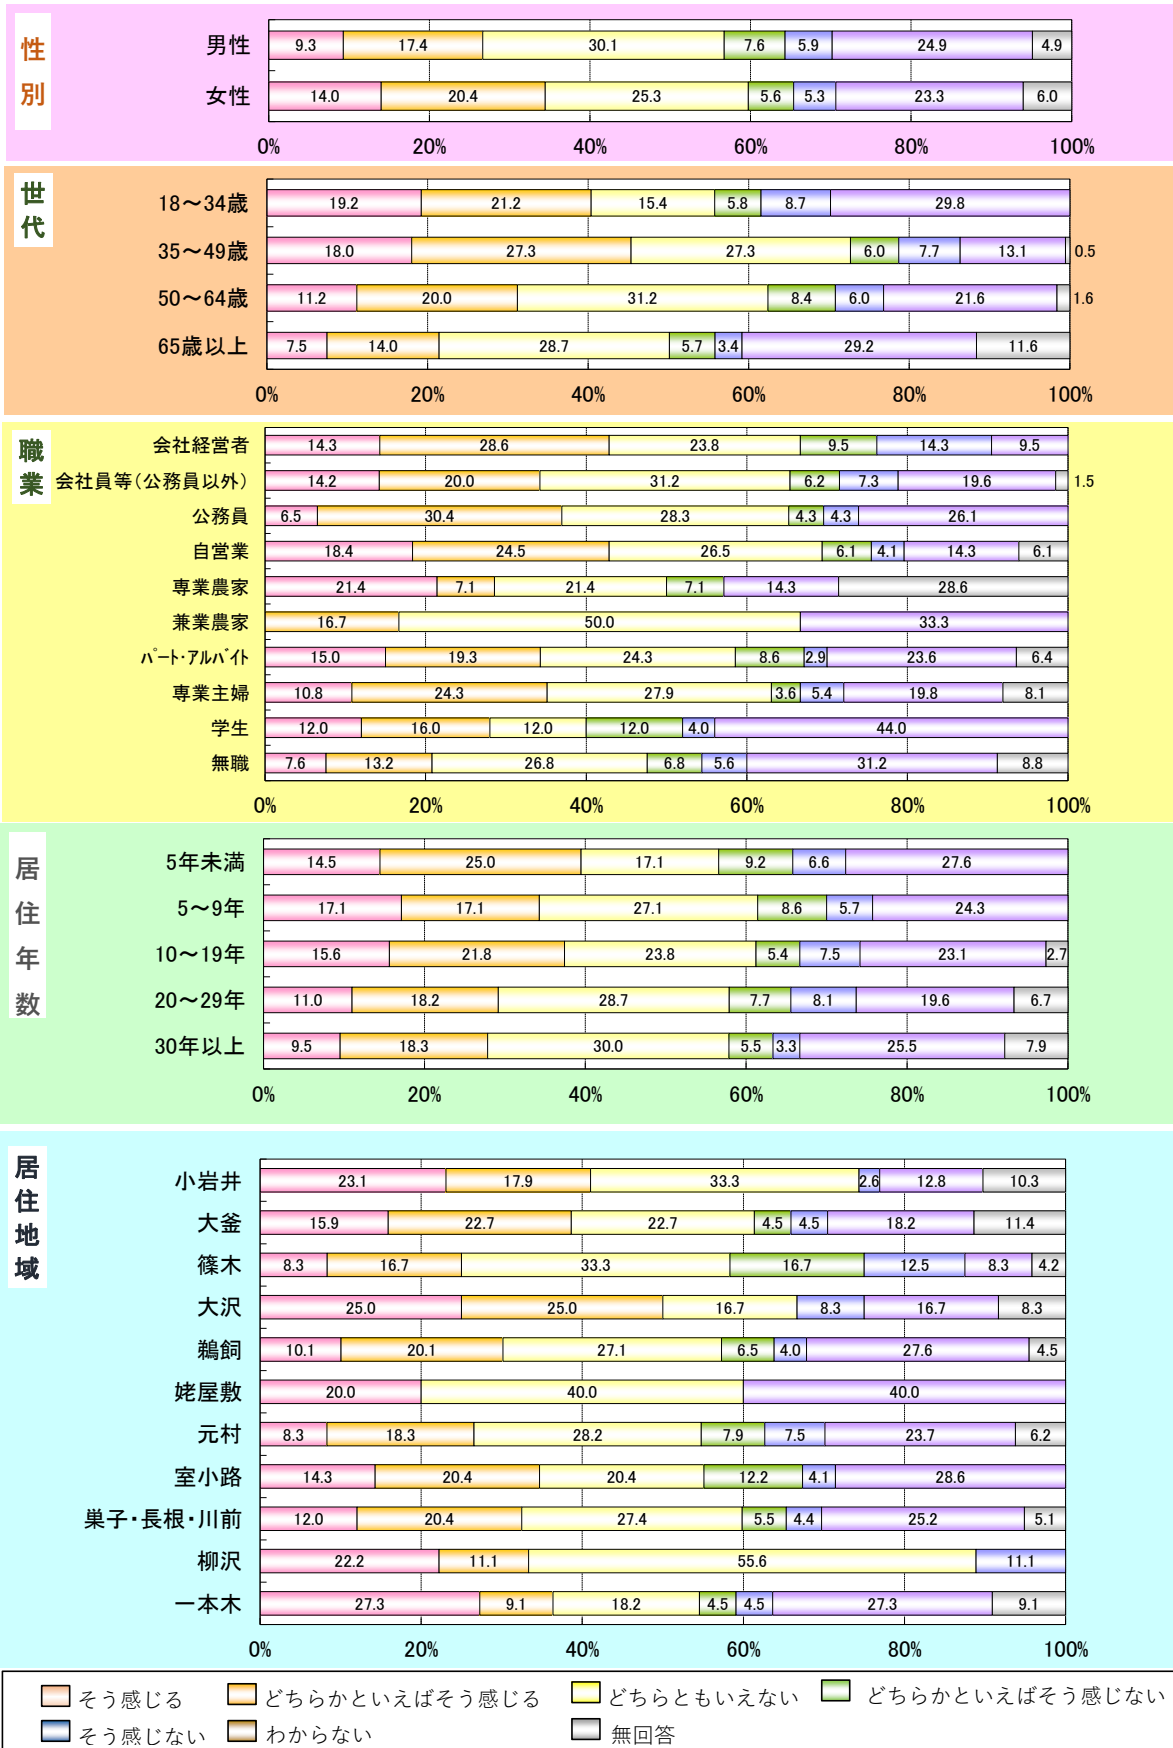 性別
男性 9.3 17.4 30.1 7.6 5.9 24.9 4.9
女性 14.0 20.4 25.3 5.6 5.3 23.3 6.0
0% 20% 40% 60% 80% 100%
世代
18～34歳 19.2 21.2 15.4 5.8 8.7 29.8
35～49歳 18.0 27.3 27.3 6.0 7.7 13.1 0.5
50～64歳 11.2 20.0 31.2 8.4 6.0 21.6 1.6
65歳以上 7.5 14.0 28.7 5.7 3.4 29.2 11.6
0% 20% 40% 60% 80% 100%
職業
会社経営者 14.3 28.6 23.8 9.5 14.3 9.5
会社員等(公務員以外) 14.2 20.0 31.2 6.2 7.3 19.6 1.5
公務員 6.5 30.4 28.3 4.3 4.3 26.1
自営業 18.4 24.5 26.5 6.1 4.1 14.3 6.1
専業農家 21.4 7.1 21.4 7.1 14.3 28.6
兼業農家 16.7 50.0 33.3
ﾊﾟｰﾄ･ｱﾙﾊﾞｲﾄ 15.0 19.3 24.3 8.6 2.9 23.6 6.4
専業主婦 10.8 24.3 27.9 3.6 5.4 19.8 8.1
学生 12.0 16.0 12.0 12.0 4.0 44.0
無職 7.6 13.2 26.8 6.8 5.6 31.2 8.8
0% 20% 40% 60% 80% 100%
居住年数
5年未満 14.5 25.0 17.1 9.2 6.6 27.6
5～9年 17.1 17.1 27.1 8.6 5.7 24.3
10～19年 15.6 21.8 23.8 5.4 7.5 23.1 2.7
20～29年 11.0 18.2 28.7 7.7 8.1 19.6 6.7
30年以上 9.5 18.3 30.0 5.5 3.3 25.5 7.9
0% 20% 40% 60% 80% 100%
居住地域
小岩井 23.1 17.9 33.3 2.6 12.8 10.3
大釜 15.9 22.7 22.7 4.5 4.5 18.2 11.4
篠木 8.3 16.7 33.3 16.7 12.5 8.3 4.2
大沢 25.0 25.0 16.7 8.3 16.7 8.3
鵜飼 10.1 20.1 27.1 6.5 4.0 27.6 4.5
姥屋敷 20.0 40.0 40.0
元村 8.3 18.3 28.2 7.9 7.5 23.7 6.2
室小路 14.3 20.4 20.4 12.2 4.1 28.6
巣子・長根・川前 12.0 20.4 27.4 5.5 4.4 25.2 5.1
柳沢 22.2 11.1 55.6 11.1
一本木 27.3 9.1 18.2 4.5 4.5 27.3 9.1
0% 20% 40% 60% 80% 100%
そう感じる どちらかといえばそう感じる どちらともいえない どちらかといえばそう感じない
そう感じない わからない 無回答